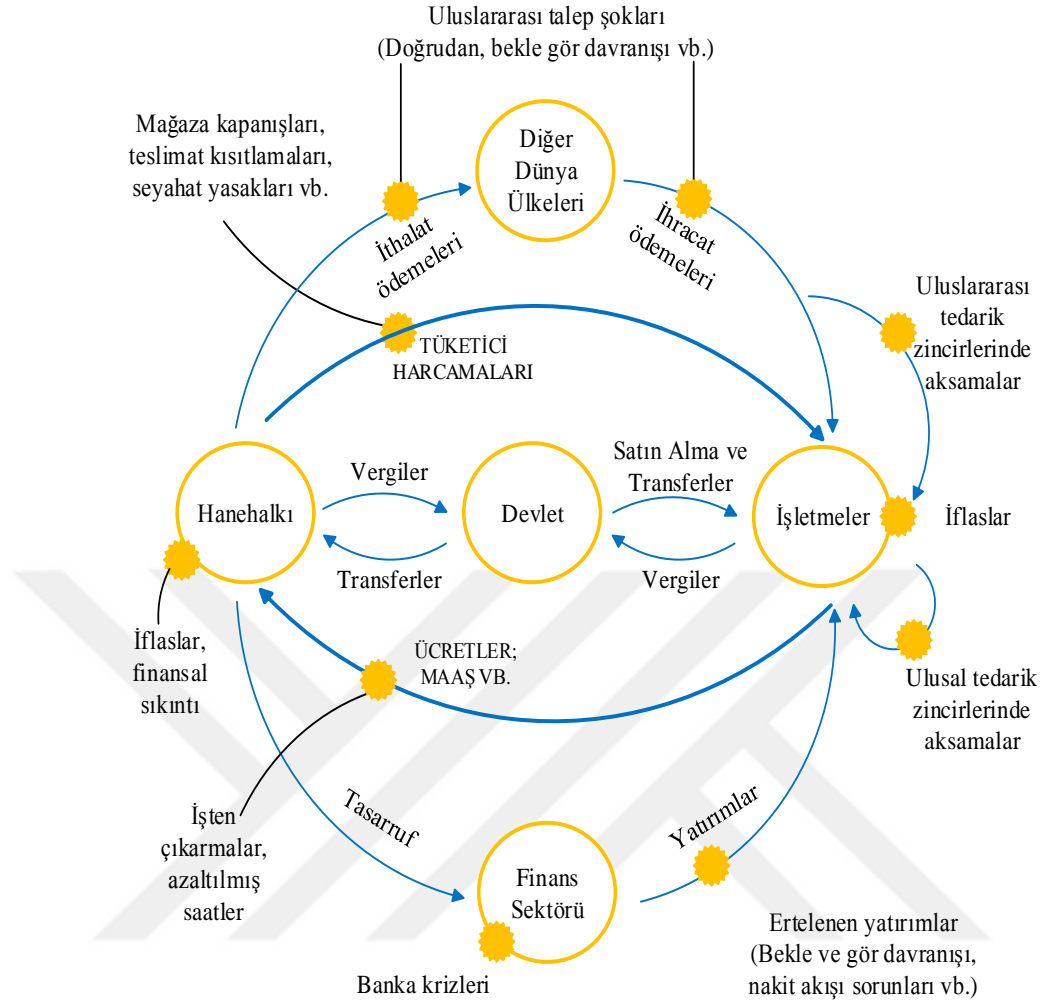 Uluslararası talep şokları
(Doğrudan, bekle gör davranışı vb.)
Mağaza kapanışları,
teslimat kısıtlamaları,
seyahat yasakları vb.
Diğer
Dünya
Ülkeleri
İthalat
ödemeleri
İhracat
ödemeleri
Uluslararası
tedarik
zincirlerinde
aksamalar
TÜKETİCİ
HARCAMALARI
Hanehalkı
Vergiler
Transferler
Devlet
Satın Alma ve
Transferler
Vergiler
İşletmeler
İflaslar
İflaslar,
finansal
sıkıntı
ÜCRETLER;
MAAŞ VB.
Ulusal tedarik
zincirlerinde
aksamalar
İşten
çıkarmalar,
azaltılmış
saatler
Tasarruf
Finans
Sektörü
Yatırımlar
Banka krizleri
Ertelenen yatırımlar
(Bekle ve gör davranışı,
nakit akışı sorunları vb.)